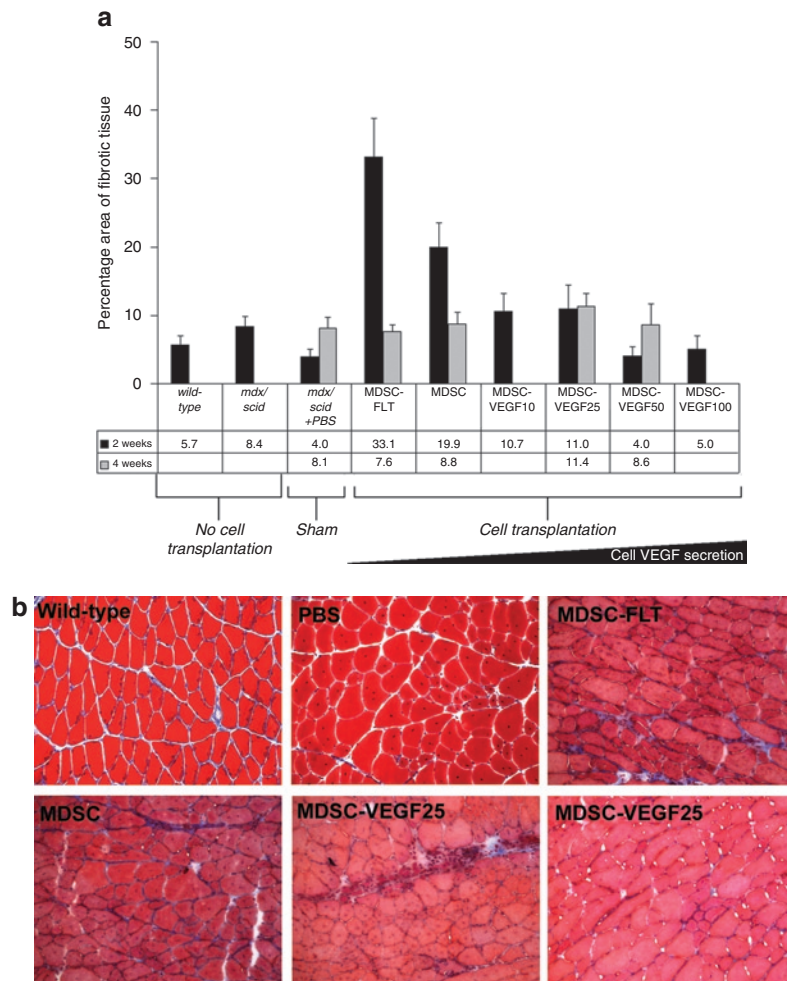 a
Percentage area of fibrotic tissue
50
40
30
20
10
0
wild-type
mdx/scid
mdx/scid +PBS
MDSC-FLT
MDSC
MDSC-VEGF10
MDSC-VEGF25
MDSC-VEGF50
MDSC-VEGF100
2 weeks 5.7 8.4 4.0 33.1 19.9 10.7 11.0 4.0 5.0
4 weeks 8.1 7.6 8.8 11.4 8.6
No cell transplantation
Sham
Cell transplantation
Cell VEGF secretion
b
Wild-type PBS MDSC-FLT
MDSC MDSC-VEGF25 MDSC-VEGF25